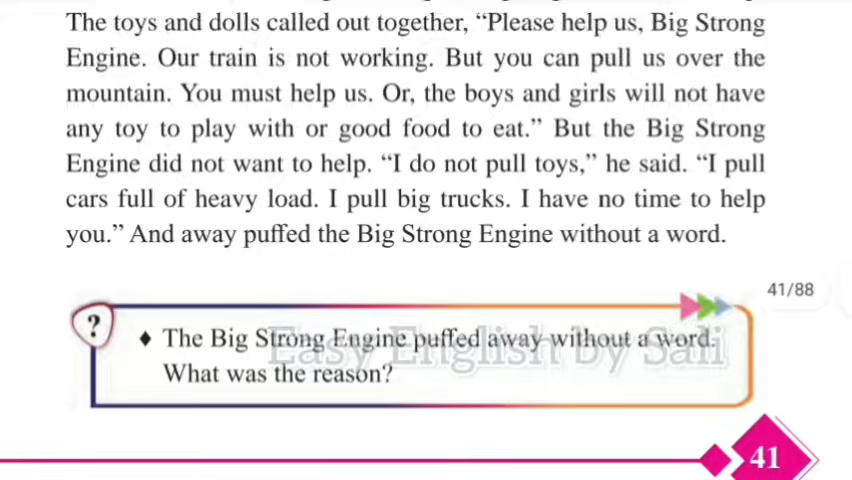 The toys and dolls called out together, “Please help us, Big Strong
Engine. Our train is not working. But you can pull us over the
mountain. You must help us. Or, the boys and girls will not have
any toy to play with or good food to eat.” But the Big Strong
Engine did not want to help. “I do not pull toys,” he said. “I pull
cars full of heavy load. I pull big trucks. I have no time to help
you.” And away puffed the Big Strong Engine without a word.
41/88
?
♦ The Big Strong Engine puffed away without a word.
Easy English by Sali
What was the reason?
41